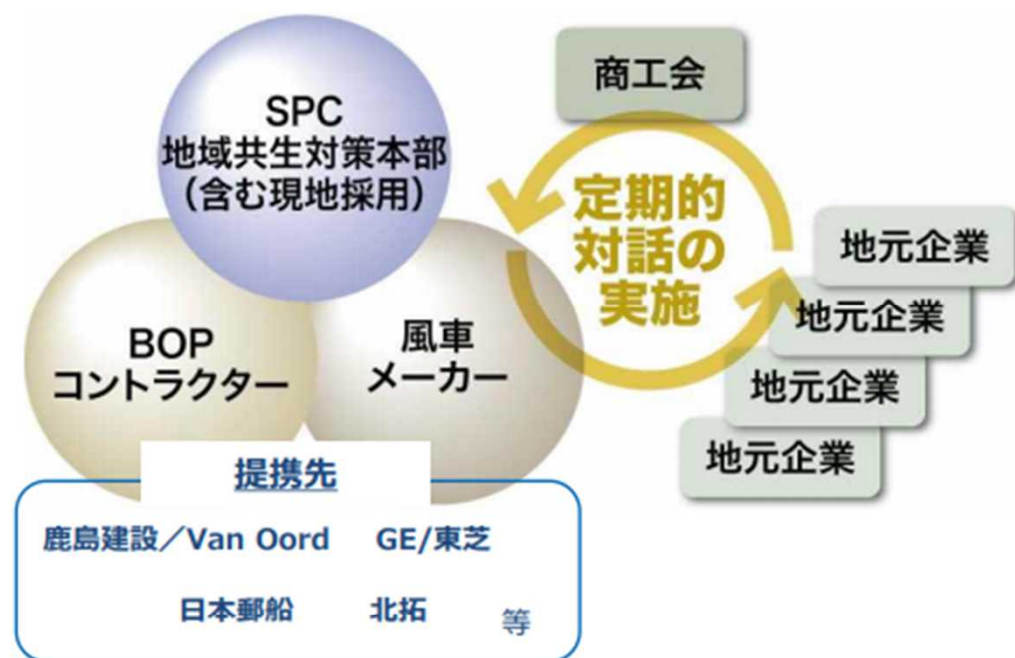 SPC
地域共生対策本部
（含む現地採用）
BOP
コントラクター
風車
メーカー
商工会
定期的
対話の
実施
地元企業
地元企業
地元企業
地元企業
提携先
鹿島建設／Van Oord GE/東芝
日本郵船 北拓 等